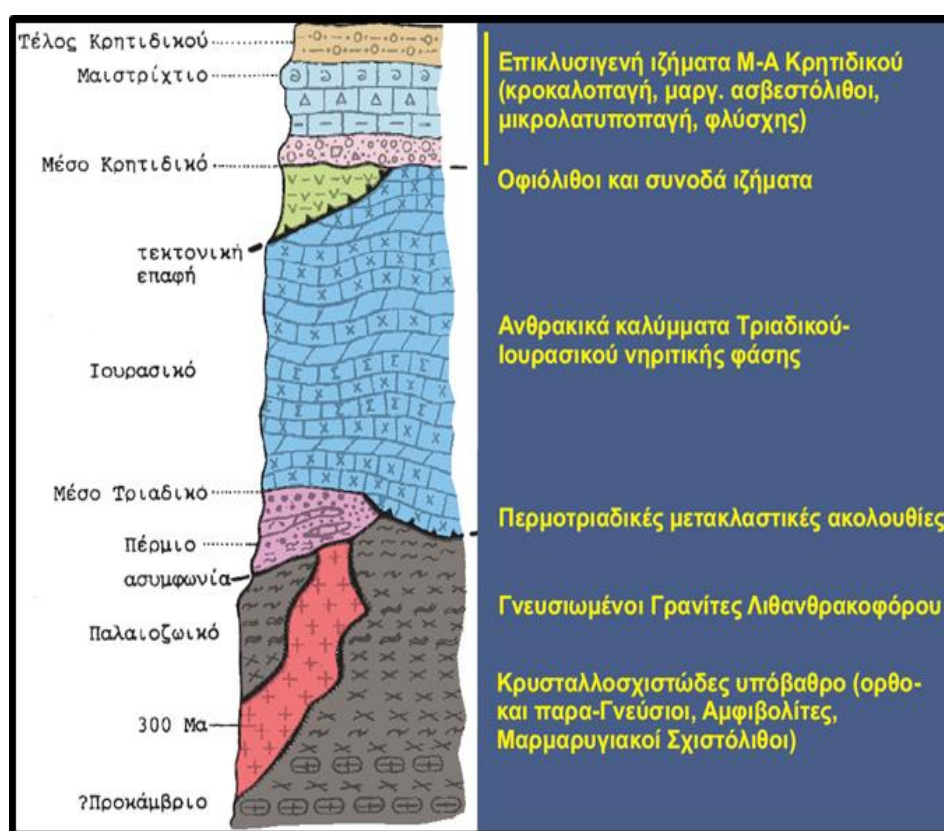 Τέλος Κρητιδικού
Μαιστρίχτιο
Μέσο Κρητιδικό
τεκτονική
επαφή
Ιουρασικό
Μέσο Τριαδικό
Πέρμιο
ασυμφωνία
Παλαιοζωικό
300 Μα
?Προκάμβριο
Επικλυσιγενή ιζήματα Μ-Α Κρητιδικού
(κροκαλοπαγή, μαργ. ασβεστόλιθοι,
μικρολατυποπαγή, φλύσχης)
Οφιόλιθοι και συνοδά ιζήματα
Ανθρακικά καλύμματα Τριαδικού-
Ιουρασικού νηριτικής φάσης
Περμοτριαδικές μετακλαστικές ακολουθίες
Γνευσιωμένοι Γρανίτες Λιθανθρακοφόρου
Κρυσταλλοσχιστώδες υπόβαθρο (ορθο-
και παρα-Γνεύσιοι, Αμφιβολίτες,
Μαρμαρυγιακοί Σχιστόλιθοι)